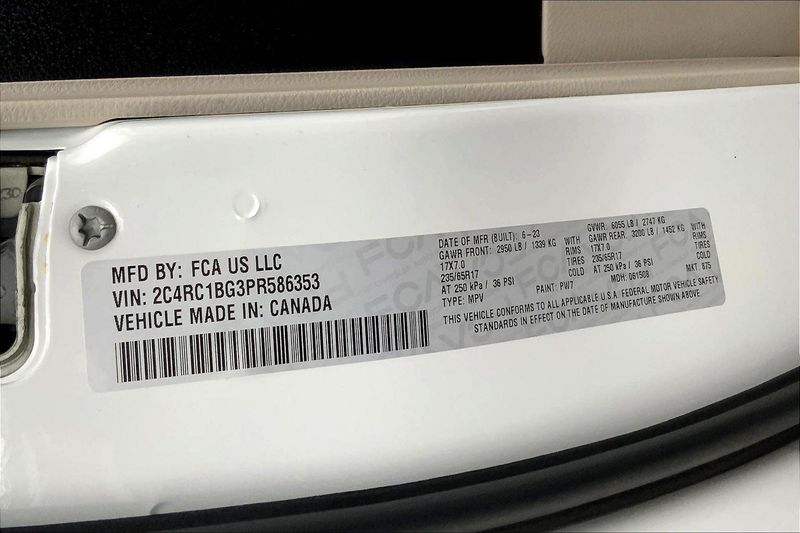 MFD BY: FCA US LLC
VIN: 2C4RC1BG3PR586353
VEHICLE MADE IN: CANADA
DATE OF MFR (BUILT): 6-23 GVWR: 6055 LB / 2747 KG
GAWR FRONT: 2950 LB / 1339 KG WITH GAWR REAR: 3200 LB / 1452 KG WITH
17X7.0 RIMS 17X7.0 RIMS
235/65R17 TIRES 235/65R17 TIRES
AT 250 kPa / 36 PSI COLD AT 250 kPa / 36 PSI COLD
TYPE: MPV PAINT: PW7 MDH: 061508 MKT: 875
THIS VEHICLE CONFORMS TO ALL APPLICABLE U.S.A. FEDERAL MOTOR VEHICLE SAFETY
STANDARDS IN EFFECT ON THE DATE OF MANUFACTURE SHOWN ABOVE.